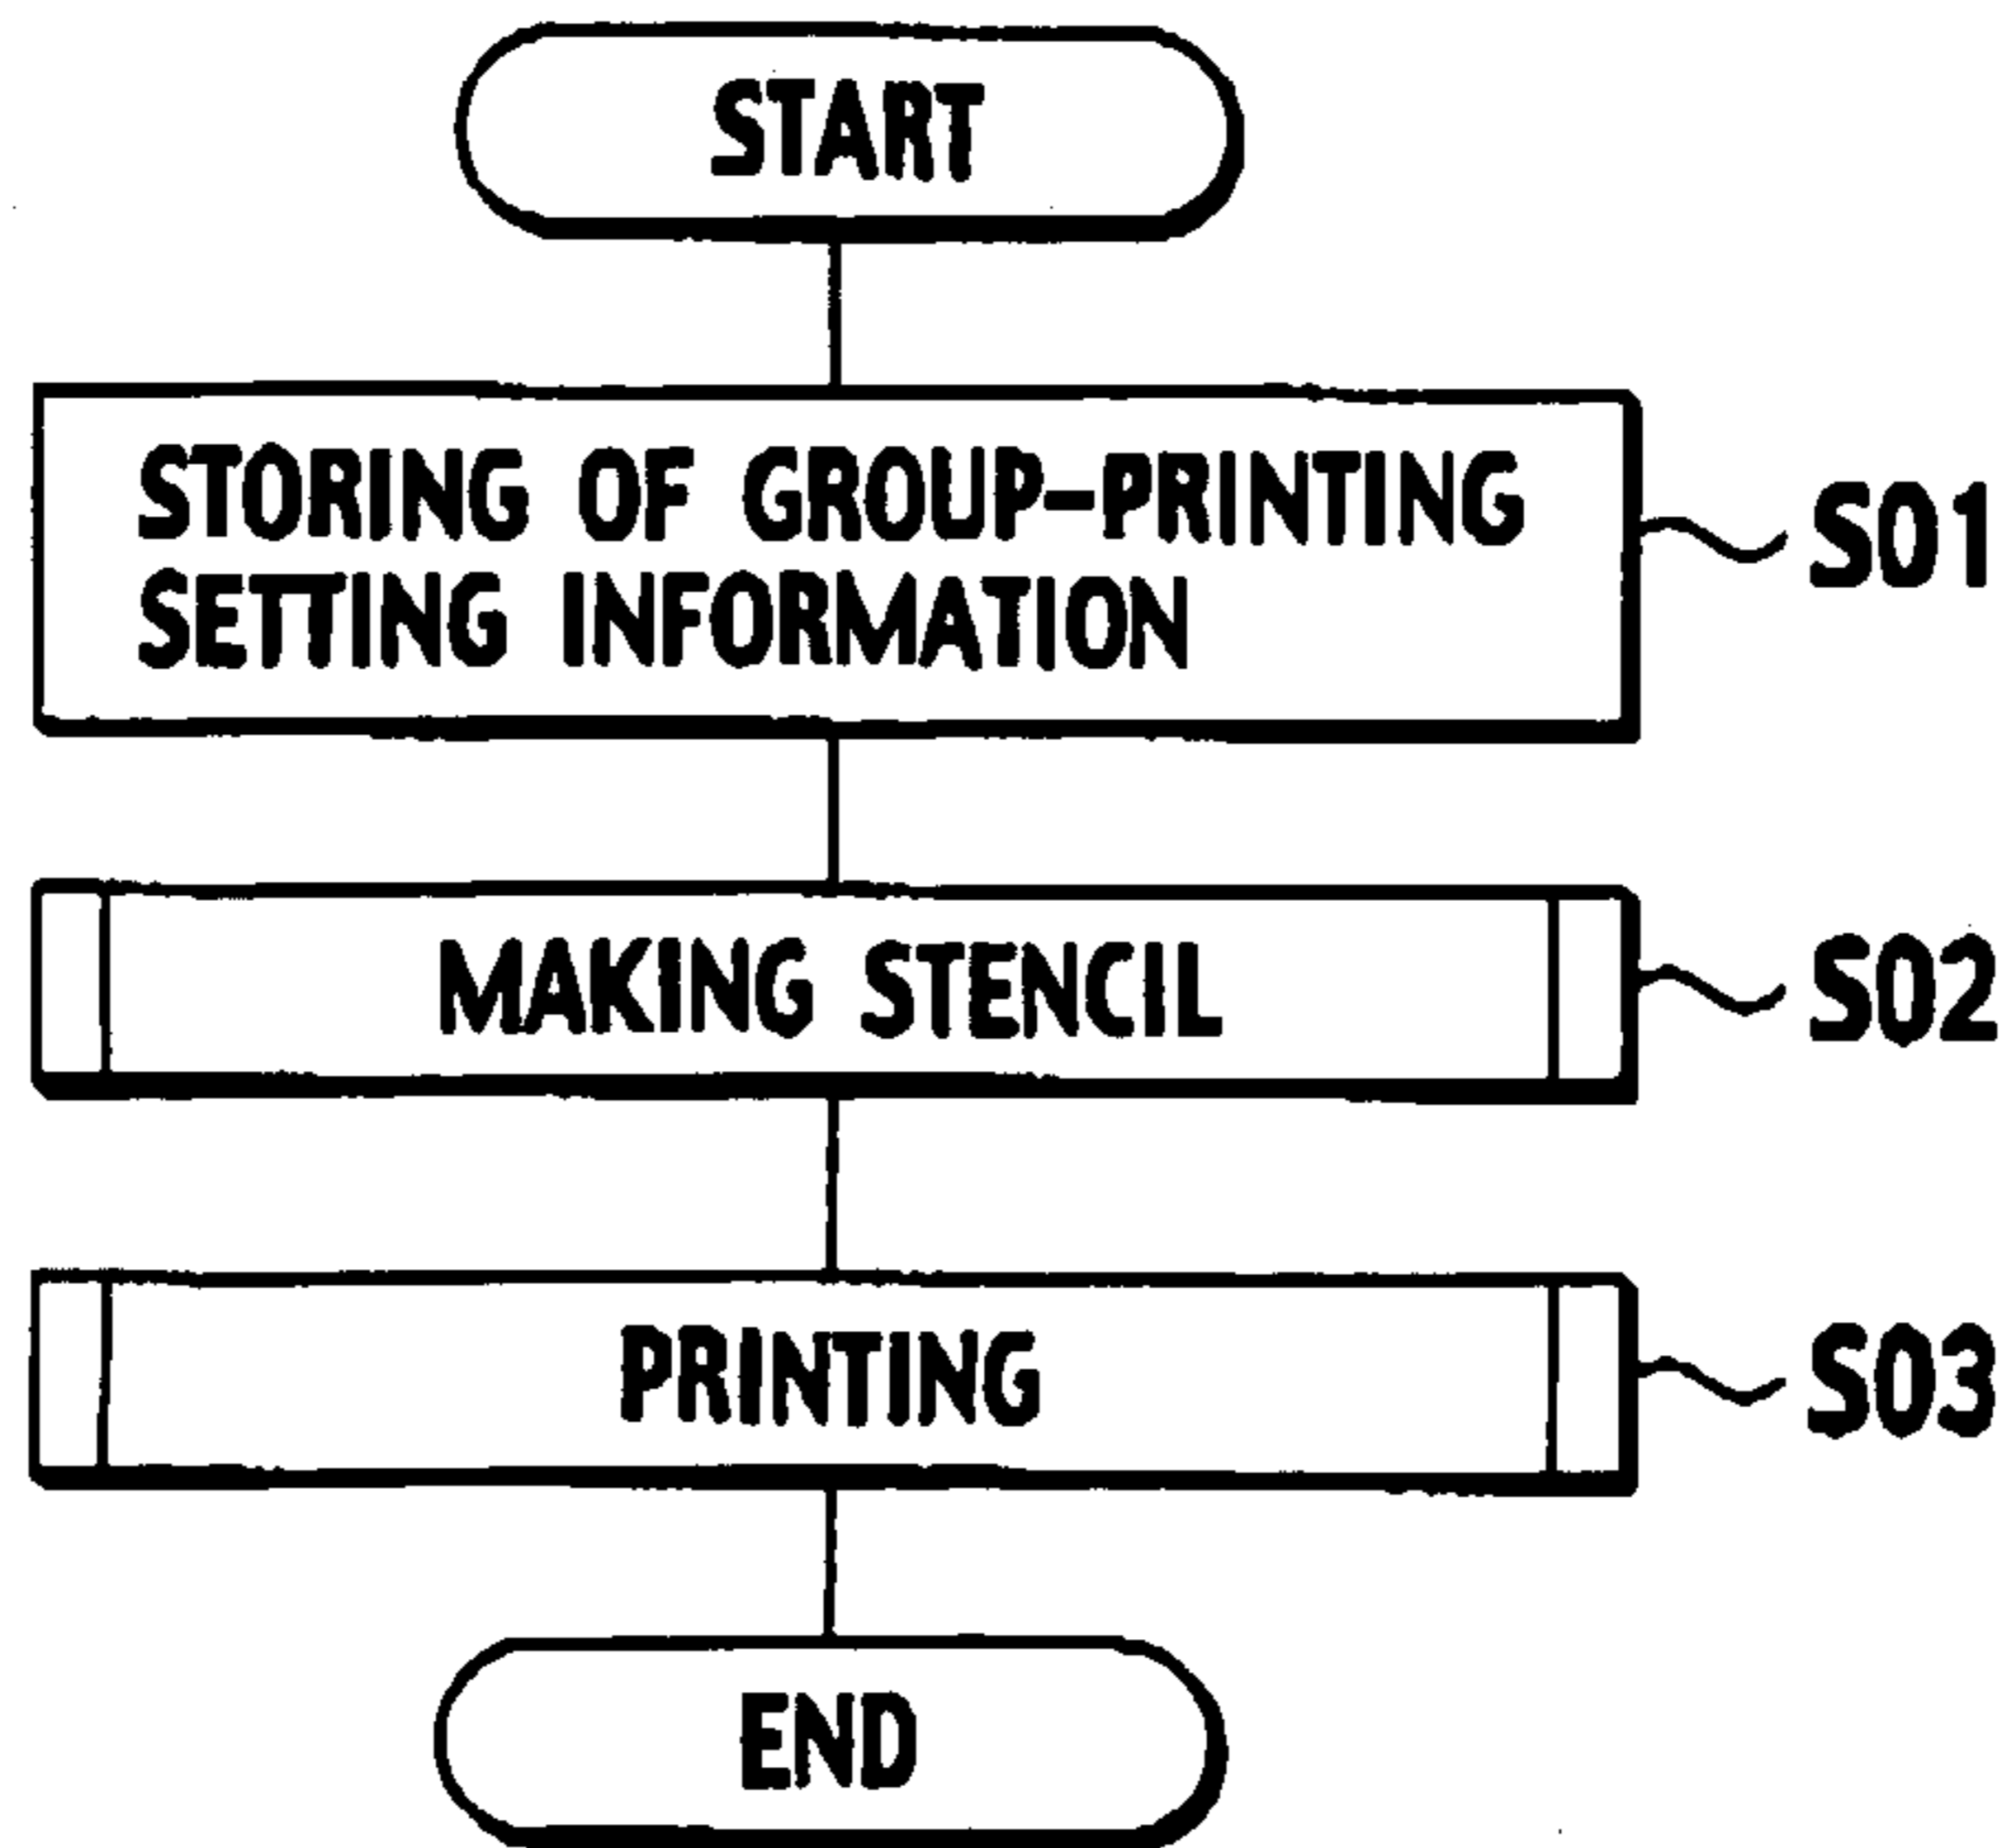 START
STORING OF GROUP-PRINTING
SETTING INFORMATION
S01
MAKING STENCIL
S02
PRINTING
S03
END